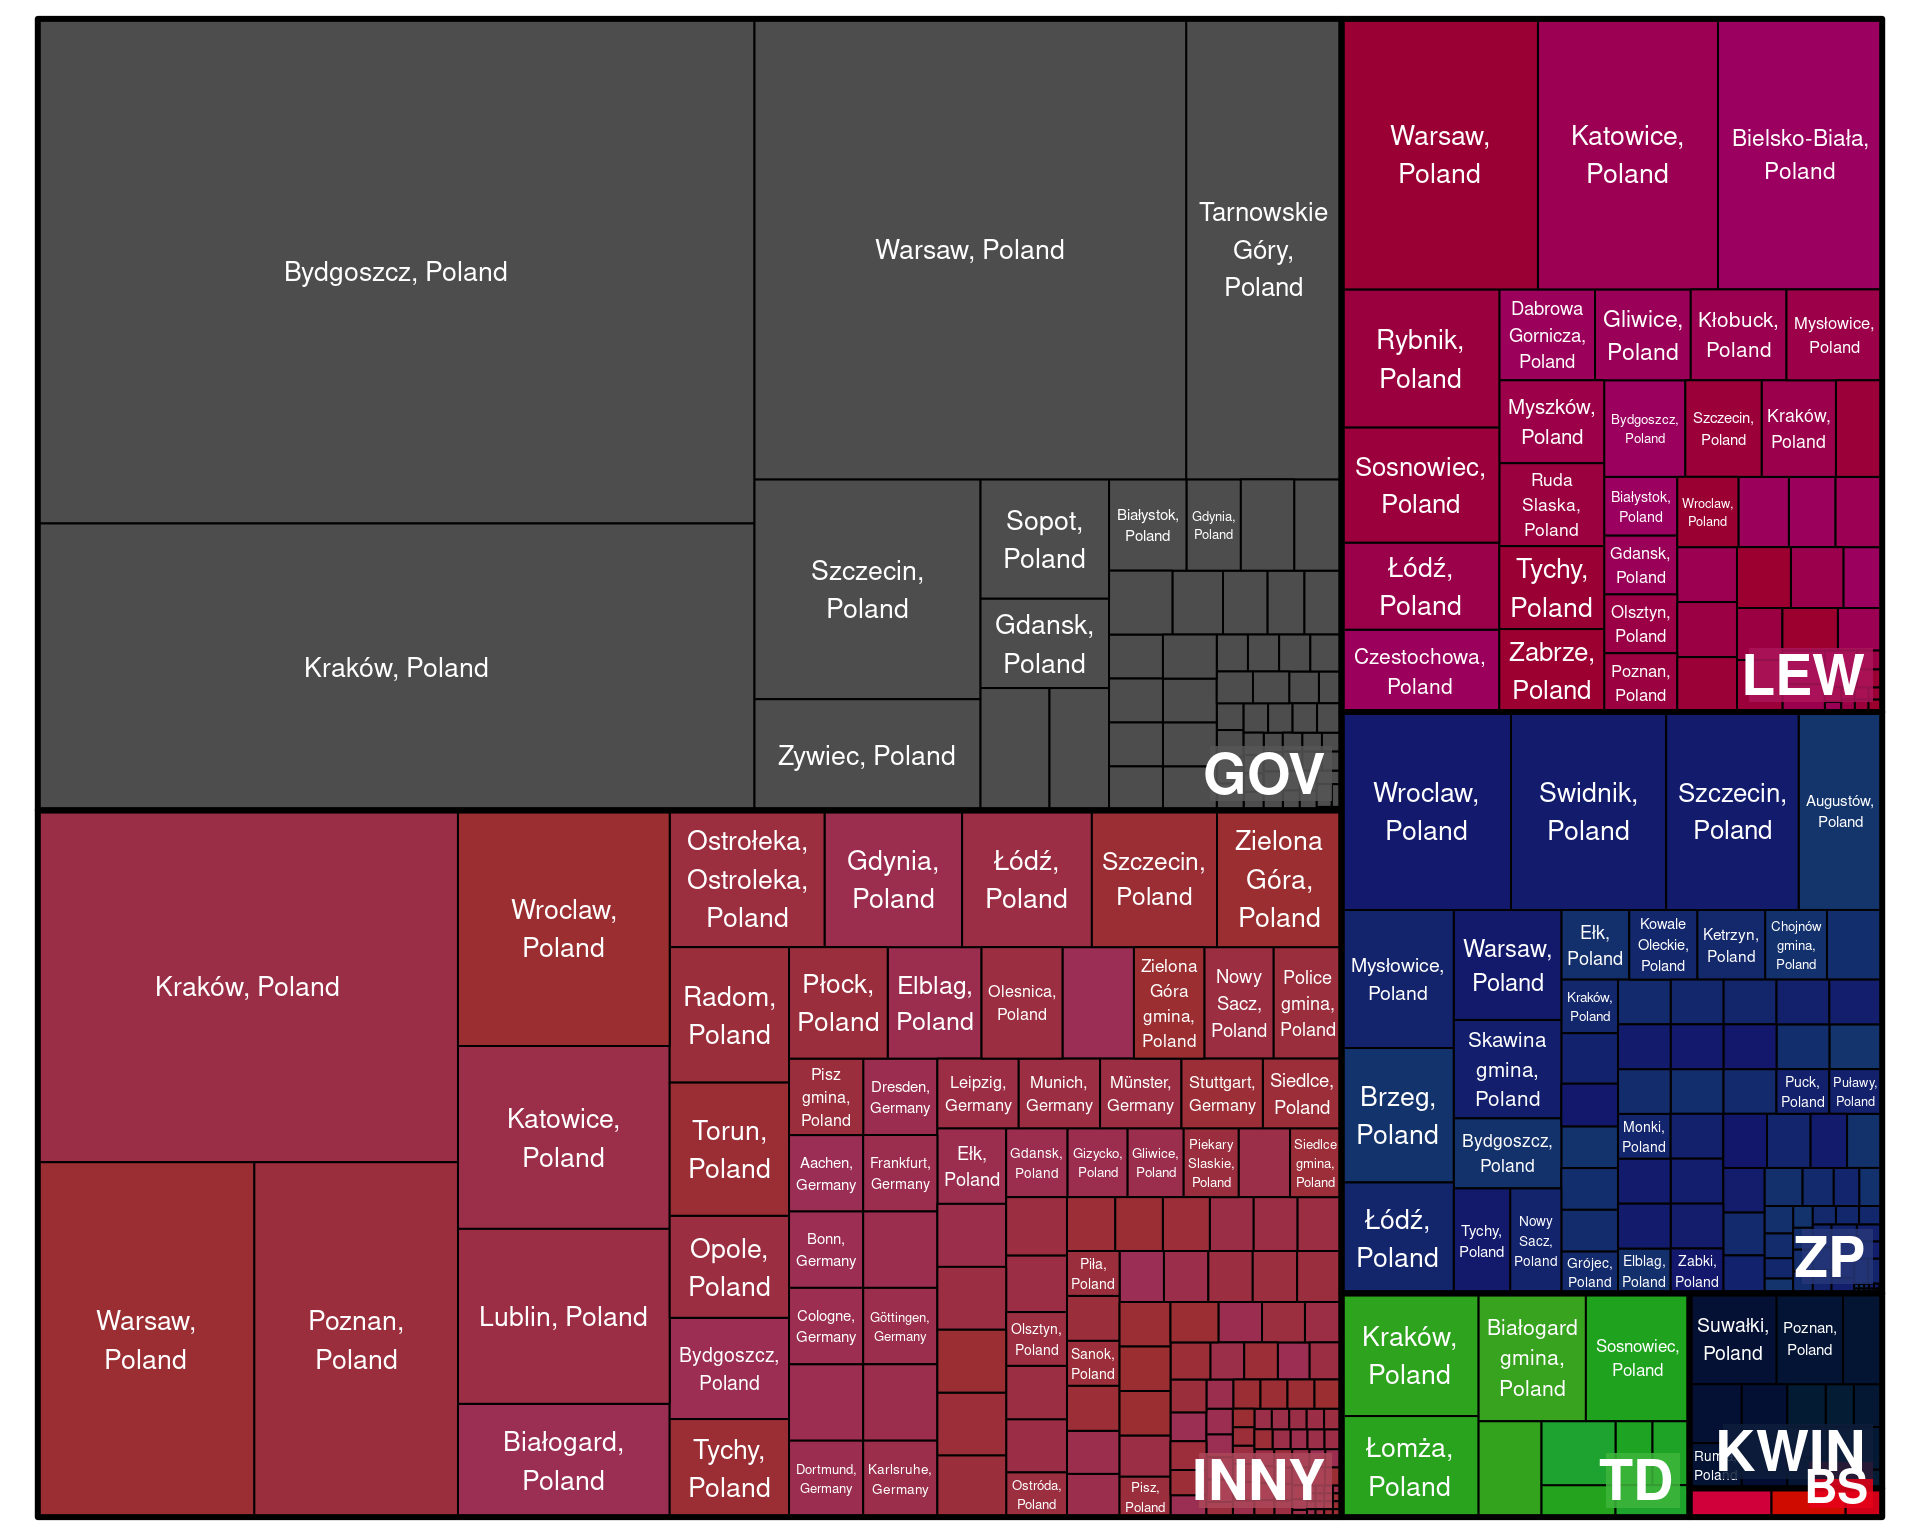 Bydgoszcz, Poland
Kraków, Poland
Warsaw, Poland
Tarnowskie
Góry,
Poland
Szczecin,
Poland
Zywiec, Poland
Sopot,
Poland
Gdansk,
Poland
Białystok,
Poland
Gdynia,
Poland
GOV
Warsaw,
Poland
Katowice,
Poland
Bielsko-Biała,
Poland
Rybnik,
Poland
Sosnowiec,
Poland
Łódź,
Poland
Czestochowa,
Poland
Dabrowa
Gornicza,
Poland
Gliwice,
Poland
Kłobuck,
Poland
Mysłowice,
Poland
Myszków,
Poland
Ruda
Slaska,
Poland
Tychy,
Poland
Zabrze,
Poland
Bydgoszcz,
Poland
Szczecin,
Poland
Kraków,
Poland
Białystok,
Poland
Wroclaw,
Poland
Gdansk,
Poland
Olsztyn,
Poland
Poznan,
Poland
LEW
Kraków, Poland
Warsaw,
Poland
Poznan,
Poland
Wroclaw,
Poland
Katowice,
Poland
Lublin, Poland
Białogard,
Poland
Ostrołeka,
Ostroleka,
Poland
Gdynia,
Poland
Łódź,
Poland
Szczecin,
Poland
Zielona
Góra,
Poland
Radom,
Poland
Torun,
Poland
Opole,
Poland
Bydgoszcz,
Poland
Tychy,
Poland
Płock,
Poland
Elblag,
Poland
Olesnica,
Poland
Zielona
Góra
gmina,
Poland
Nowy
Sacz,
Poland
Police
gmina,
Poland
Pisz
gmina,
Poland
Dresden,
Germany
Leipzig,
Germany
Munich,
Germany
Münster,
Germany
Stuttgart,
Germany
Siedlce,
Poland
Aachen,
Germany
Frankfurt,
Germany
Ełk,
Poland
Gdansk,
Poland
Gizycko,
Poland
Gliwice,
Poland
Piekary
Slaskie,
Poland
Siedlce
gmina,
Poland
Bonn,
Germany
Cologne,
Germany
Göttingen,
Germany
Dortmund,
Germany
Karlsruhe,
Germany
Piła,
Poland
Olsztyn,
Poland
Sanok,
Poland
Ostróda,
Poland
Pisz,
Poland
INNY
Wroclaw,
Poland
Swidnik,
Poland
Szczecin,
Poland
Augustów,
Poland
Mysłowice,
Poland
Brzeg,
Poland
Łódź,
Poland
Warsaw,
Poland
Skawina
gmina,
Poland
Bydgoszcz,
Poland
Tychy,
Poland
Nowy
Sacz,
Poland
Ełk,
Poland
Kowale
Oleckie,
Poland
Ketrzyn,
Poland
Chojnów
gmina,
Poland
Kraków,
Poland
Puck,
Poland
Puławy,
Poland
Monki,
Poland
Grójec,
Poland
Elblag,
Poland
Zabki,
Poland
ZP
Kraków,
Poland
Łomża,
Poland
Białogard
gmina,
Poland
Sosnowiec,
Poland
TD
Suwałki,
Poland
Poznan,
Poland
Poland
KWIN
BS